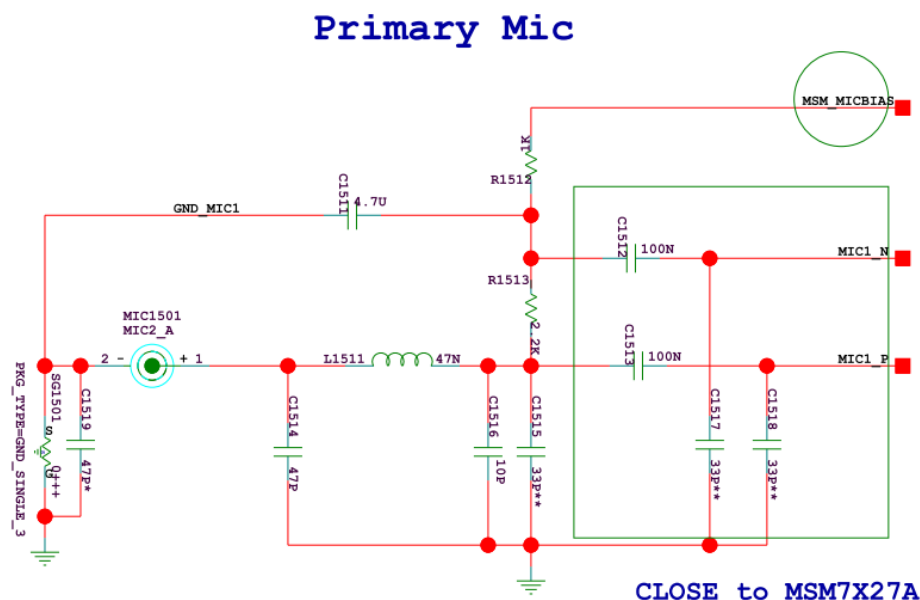 Primary Mic
MSM_MICBIAS
1K
R1512
C1511
4.7U
GND_MIC1
C1512
100N
MIC1_N
R1513
2.2K
MIC1501
MIC2_A
2 -
+ 1
L1511
47N
C1513
100N
MIC1_P
PKG_TYPE=GND_SINGLE_3
SG1501
S
G
C1519
47P*
C1514
47P
C1516
10P
C1515
33P**
C1517
33P**
C1518
33P**
CLOSE to MSM7X27A